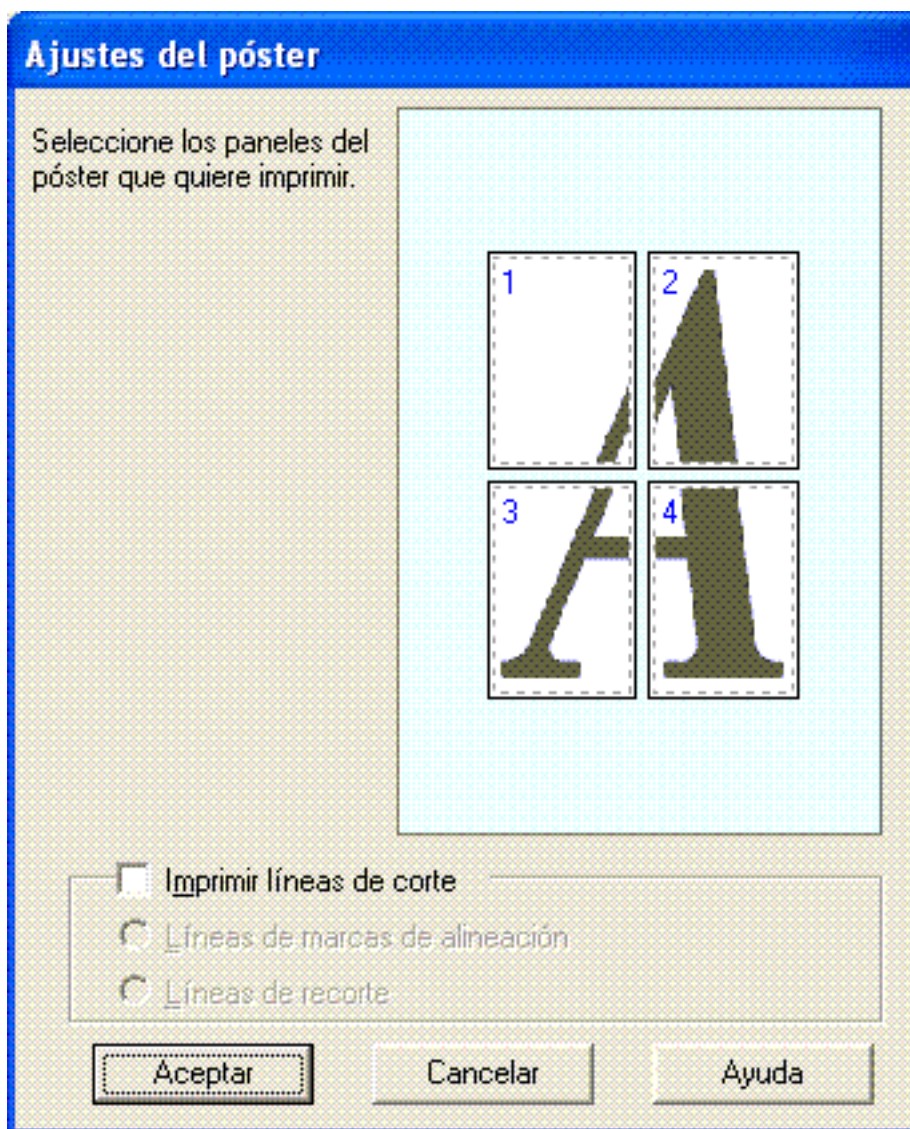 Ajustes del póster
Seleccione los paneles del
póster que quiere imprimir.
1
2
3
4
Imprimir líneas de corte
Líneas de marcas de alineación
Líneas de recorte
Aceptar
Cancelar
Ayuda